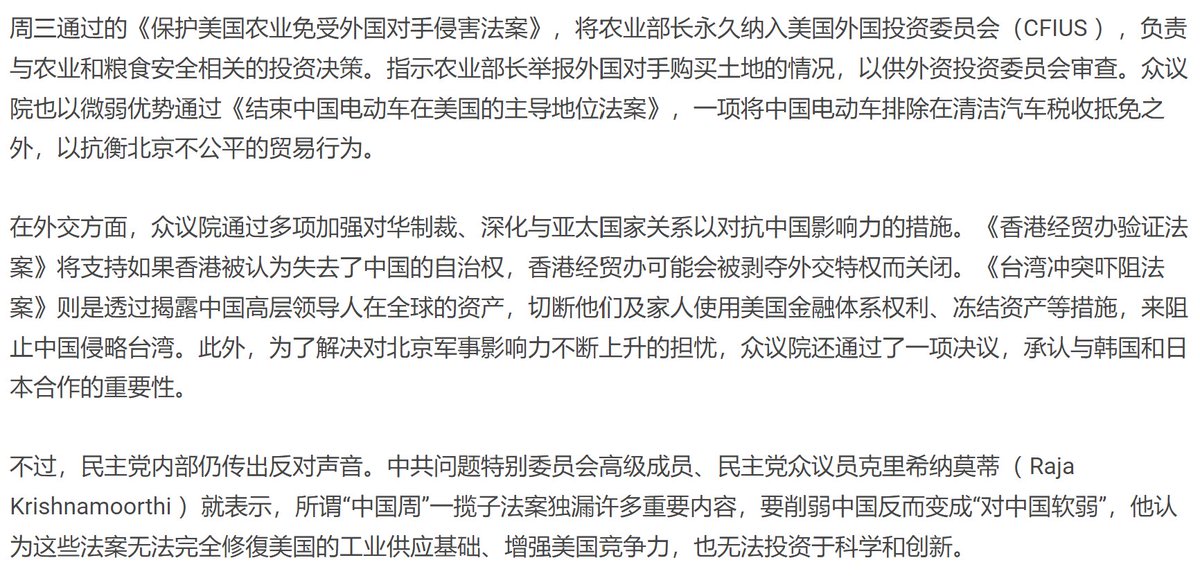 周三通过的《保护美国农业免受外国对手侵害法案》，将农业部长永久纳入美国外国投资委员会（CFIUS ），负责
与农业和粮食安全相关的投资决策。指示农业部长举报外国对手购买土地的情况，以供外资投资委员会审查。众议
院也以微弱优势通过《结束中国电动车在美国的主导地位法案》，一项将中国电动车排除在清洁汽车税收抵免之
外，以抗衡北京不公平的贸易行为。
在外交方面，众议院通过多项加强对华制裁、深化与亚太国家关系以对抗中国影响力的措施。《香港经贸办验证法
案》将支持如果香港被认为失去了中国的自治权，香港经贸办可能会被剥夺外交特权而关闭。《台湾冲突吓阻法
案》则是透过揭露中国高层领导人在全球的资产，切断他们及家人使用美国金融体系权利、冻结资产等措施，来阻
止中国侵略台湾。此外，为了解决对北京军事影响力不断上升的担忧，众议院还通过了一项决议，承认与韩国和日
本合作的重要性。
不过，民主党内部仍传出反对声音。中共问题特别委员会高级成员、民主党众议员克里希纳莫蒂（ Raja
Krishnamoorthi ）就表示，所谓“中国周”一揽子法案独漏许多重要内容，要削弱中国反而变成“对中国软弱”，他认
为这些法案无法完全修復美国的工业供应基础、增强美国竞争力，也无法投资于科学和创新。